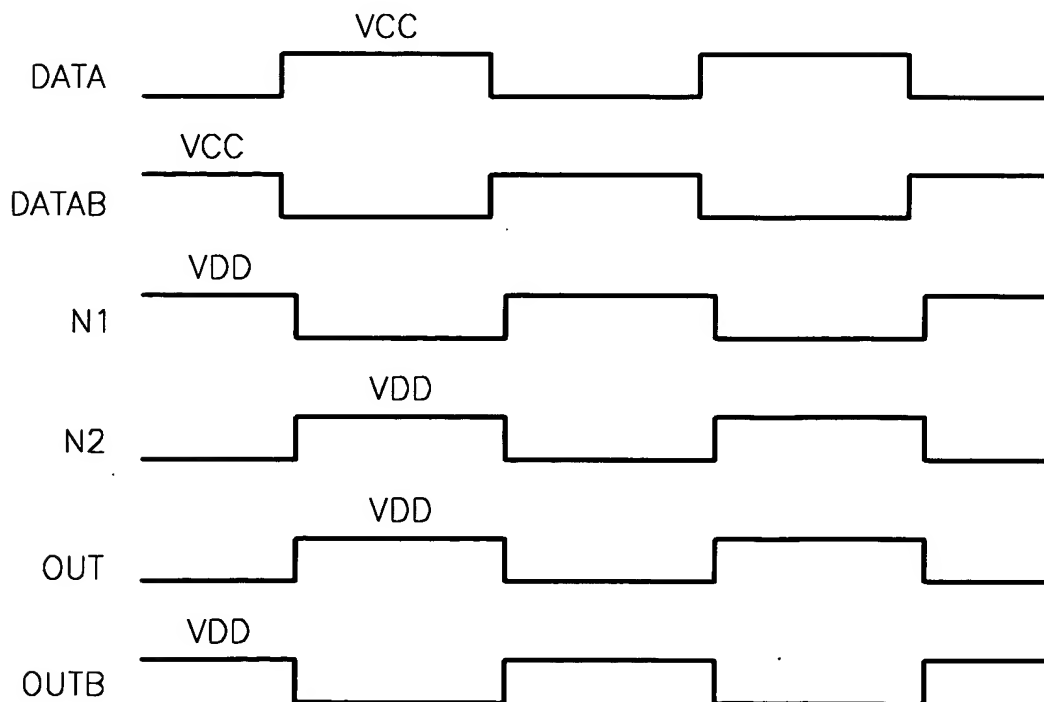 VCC
DATA
VCC
DATAB
VDD
N1
VDD
N2
VDD
OUT
VDD
OUTB